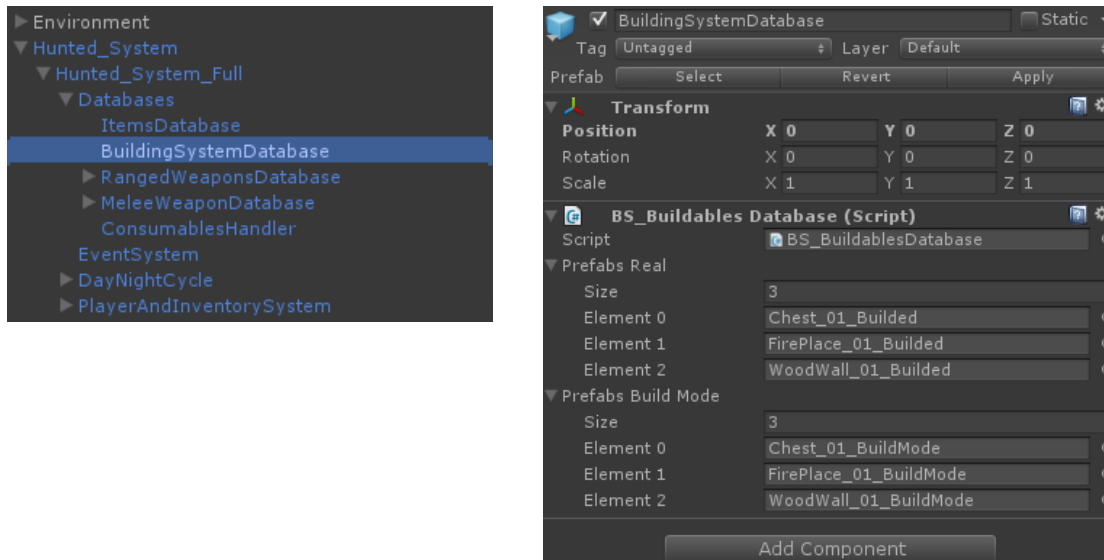 Environment
Hunted_System
Hunted_System_Full
Databases
ItemsDatabase
BuildingSystemDatabase
RangedWeaponsDatabase
MeleeWeaponDatabase
ConsumablesHandler
EventSystem
DayNightCycle
PlayerAndInventorySystem
BuildingSystemDatabase Static
Tag Untagged Layer Default
Prefab Select Revert Apply
Transform
Position X 0 Y 0 Z 0
Rotation X 0 Y 0 Z 0
Scale X 1 Y 1 Z 1
BS_Buildables Database (Script)
Script BS_BuildablesDatabase
Prefabs Real
Size 3
Element 0 Chest_01_Builded
Element 1 FirePlace_01_Builded
Element 2 WoodWall_01_Builded
Prefabs Build Mode
Size 3
Element 0 Chest_01_BuildMode
Element 1 FirePlace_01_BuildMode
Element 2 WoodWall_01_BuildMode
Add Component